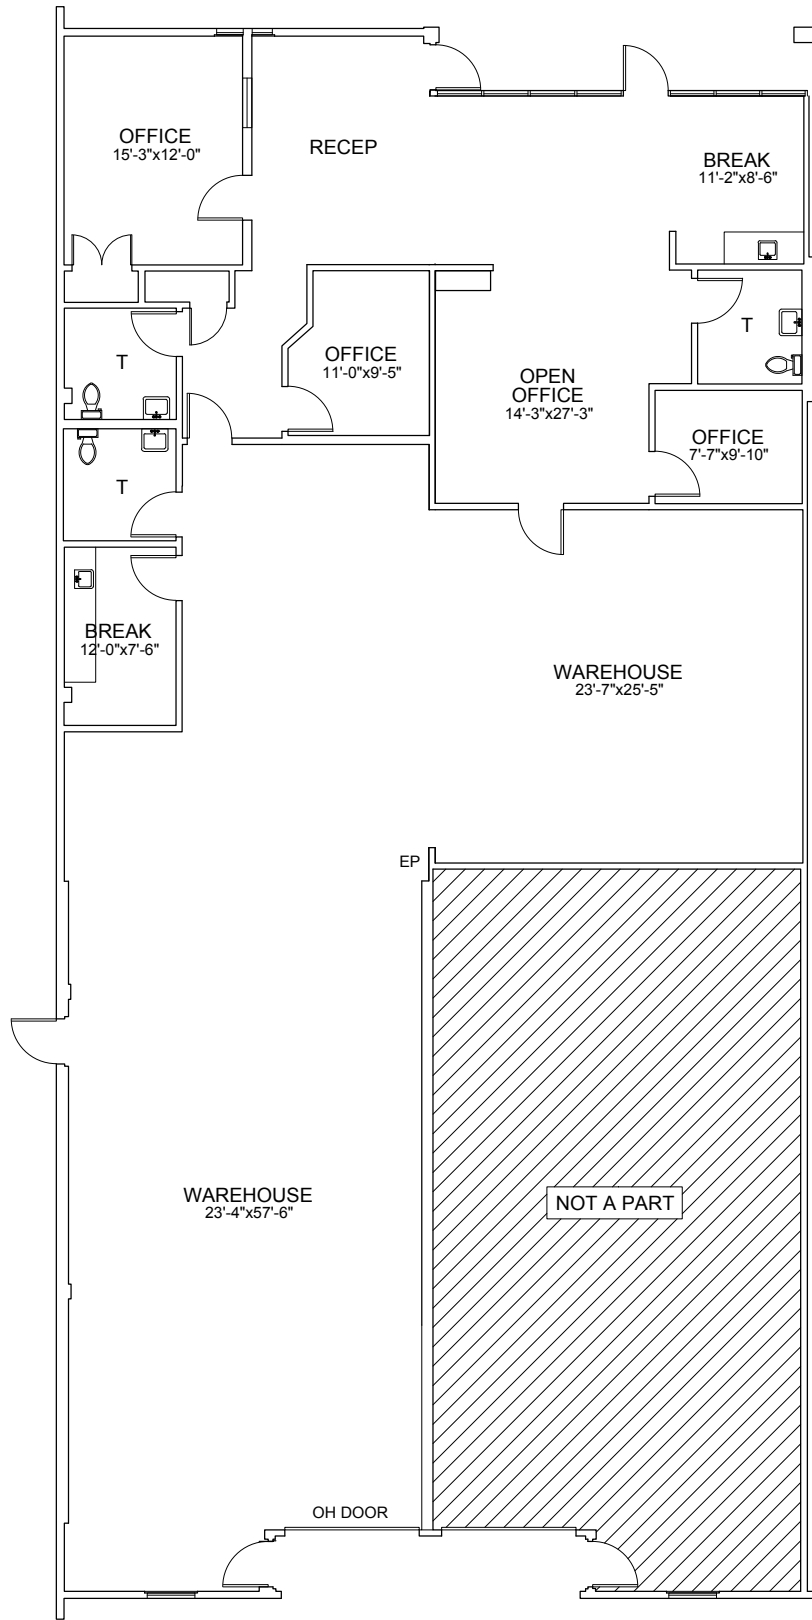 OFFICE
15'-3"x12'-0"
RECEP
BREAK
11'-2"x8'-6"
T
OFFICE
11'-0"x9'-5"
T
OPEN
OFFICE
14'-3"x27'-3"
OFFICE
7'-7"x9'-10"
T
BREAK
12'-0"x7'-6"
WAREHOUSE
23'-7"x25'-5"
EP
WAREHOUSE
23'-4"x57'-6"
NOT A PART
OH DOOR